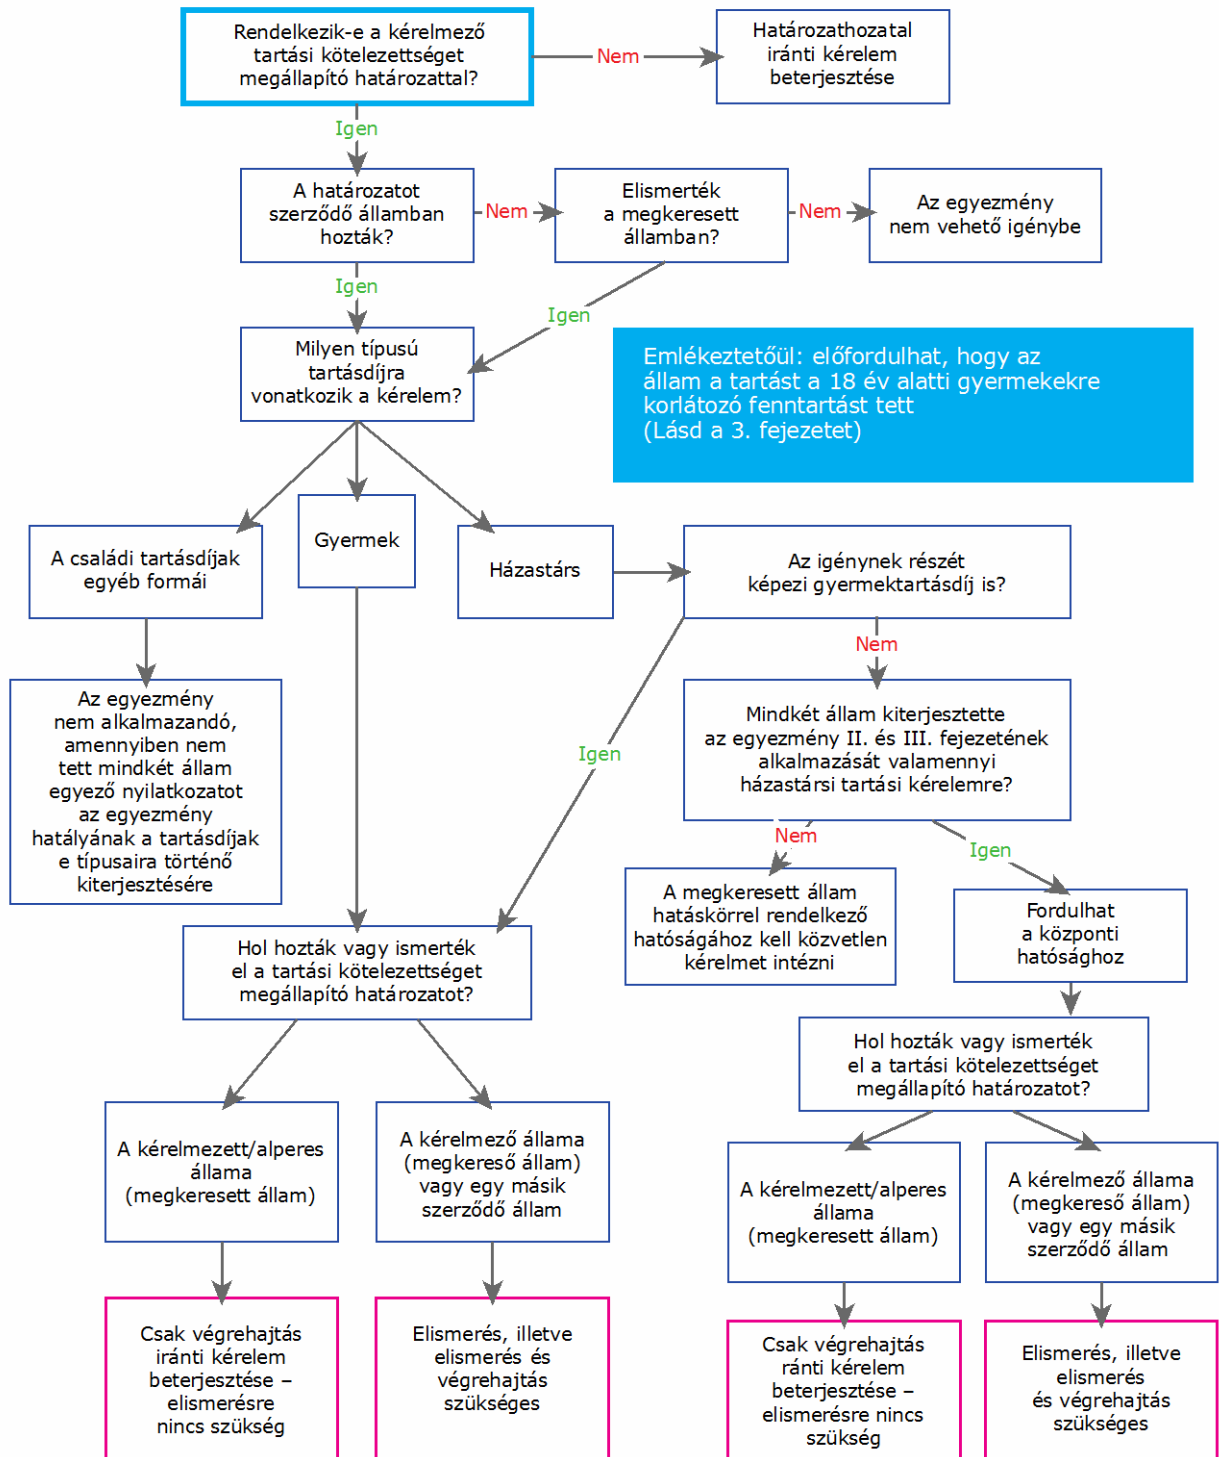 Rendelkezik-e a kérelmező
tartási kötelezettséget
megállapító határozattal?
Nem
Határozathozatal
iránti kérelem
beterjesztése
Igen
A határozatot
szerződő államban
hozták?
Nem
Elismerték
a megkeresett
államban?
Nem
Az egyezmény
nem vehető igénybe
Igen
Igen
Milyen típusú
tartásdíjra
vonatkozik a kérelem?
Emlékeztetőül: előfordulhat, hogy az
állam a tartást a 18 év alatti gyermekekre
korlátozó fenntartást tett
(Lásd a 3. fejezetet)
A családi tartásdíjak
egyéb formái
Gyermek
Házastárs
Az igénynek részét
képezi gyermektartásdíj is?
Nem
Igen
Az egyezmény
nem alkalmazandó,
amennyiben nem
tett mindkét állam
egyező nyilatkozatot
az egyezmény
hatályának a tartásdíjak
e típusaira történő
kiterjesztésére
Mindkét állam kiterjesztette
az egyezmény II. és III. fejezetének
alkalmazását valamennyi
házastársi tartási kérelemre?
Nem
Igen
A megkeresett állam
hatáskörrel rendelkező
hatóságához kell közvetlen
kérelmet intézni
Fordulhat
a központi
hatósághoz
Hol hozták vagy ismerték
el a tartási kötelezettséget
megállapító határozatot?
Hol hozták vagy ismerték
el a tartási kötelezettséget
megállapító határozatot?
A kérelmezett/alperes
állama
(megkeresett állam)
A kérelmező állama
(megkereső állam)
vagy egy másik
szerződő állam
A kérelmezett/alperes
állama
(megkeresett állam)
A kérelmező állama
(megkereső állam)
vagy egy másik
szerződő állam
Csak végrehajtás
iránti kérelem
beterjesztése –
elismerésre
nincs szükség
Elismerés, illetve
elismerés és
végrehajtás
szükséges
Csak végrehajtás
ránti kérelem
beterjesztése –
elismerésre nincs
szükség
Elismerés, illetve
elismerés
és végrehajtás
szükséges